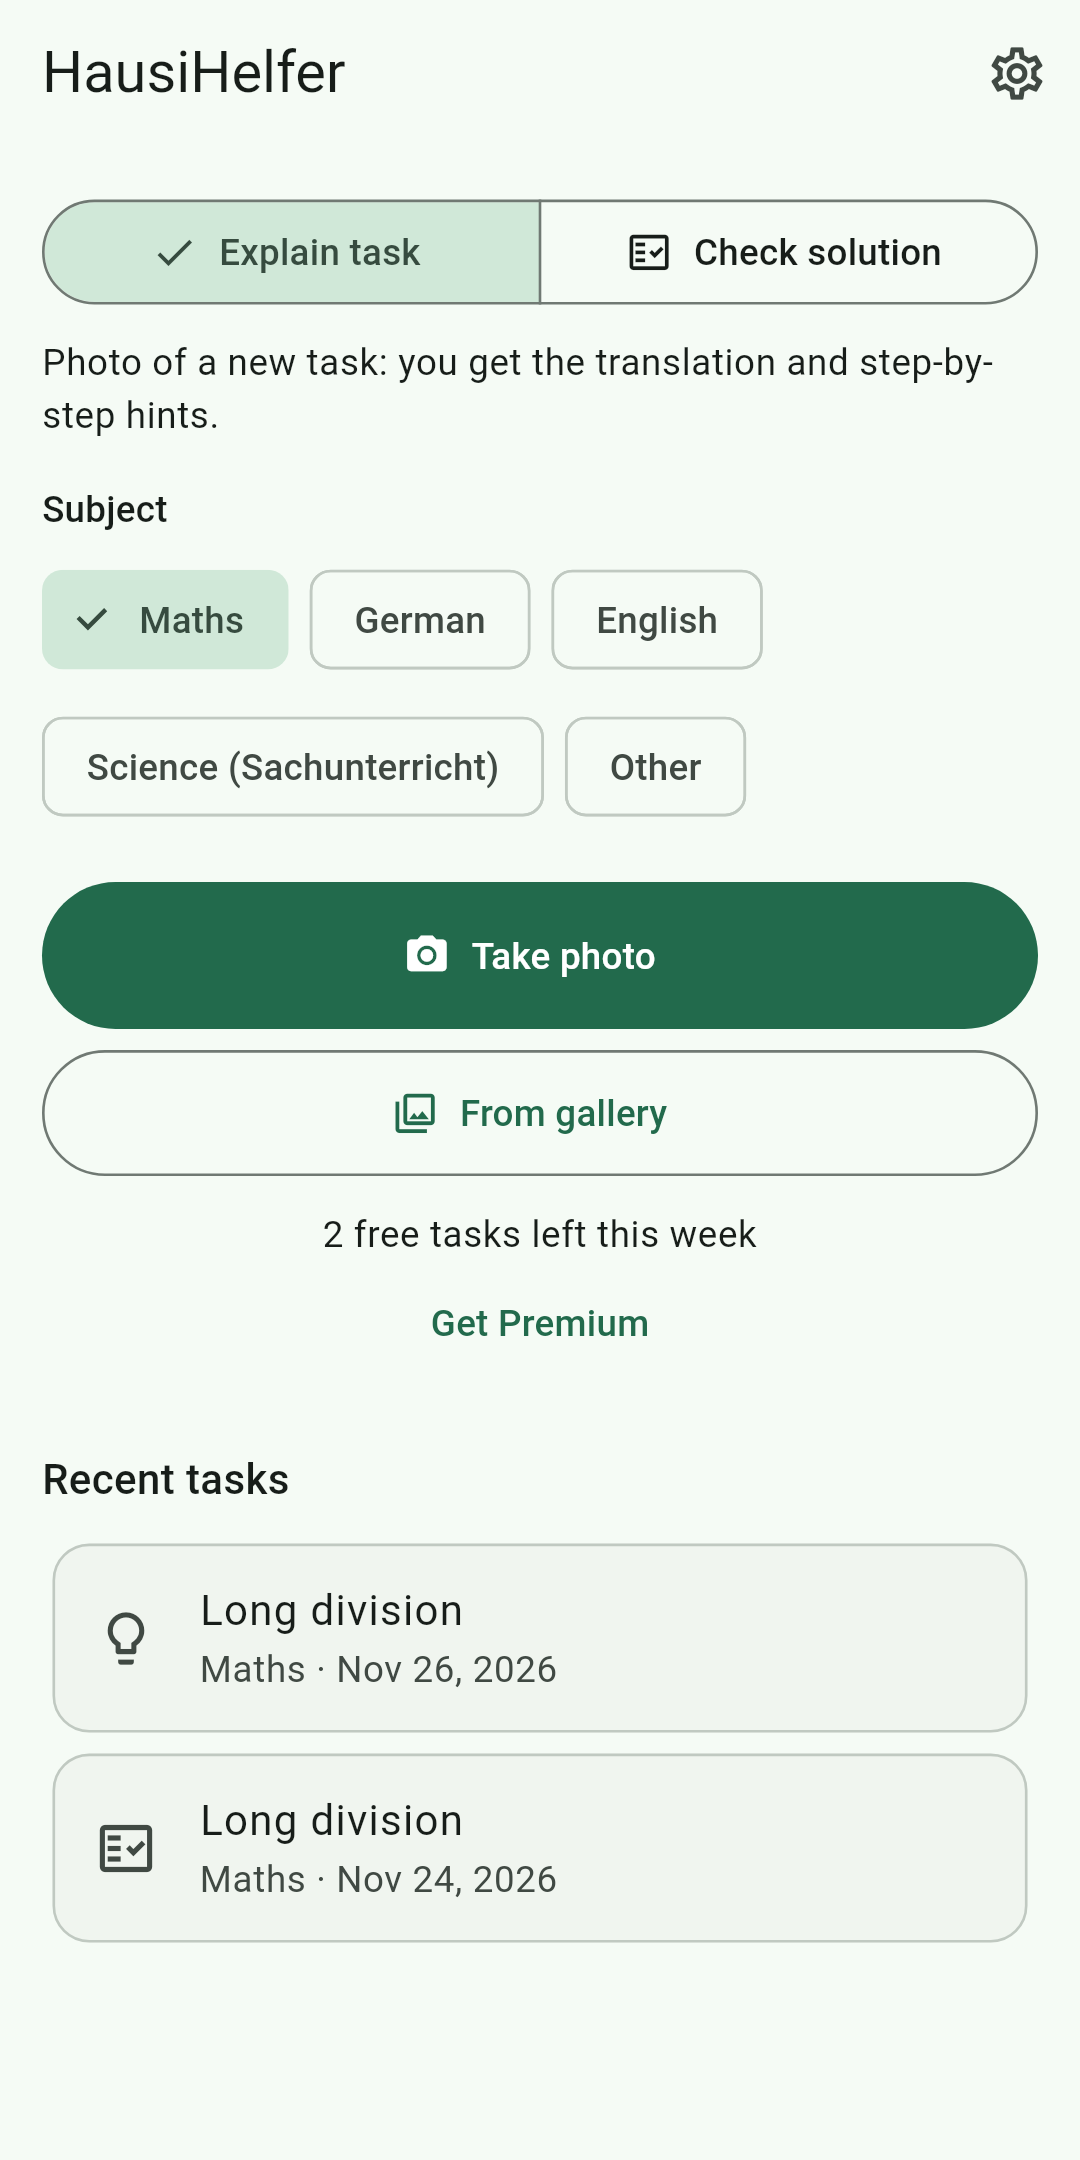 HausiHelfer
Explain task
Check solution
Photo of a new task: you get the translation and step-by-
step hints.
Subject
Maths
German
English
Science (Sachunterricht)
Other
Take photo
From gallery
2 free tasks left this week
Get Premium
Recent tasks
Long division
Maths · Nov 26, 2026
Long division
Maths · Nov 24, 2026